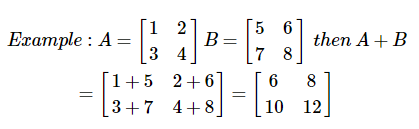 Example : A = [1 2
3 4] B = [5 6
7 8] then A + B
= [1+5 2+6
3+7 4+8] = [6 8
10 12]